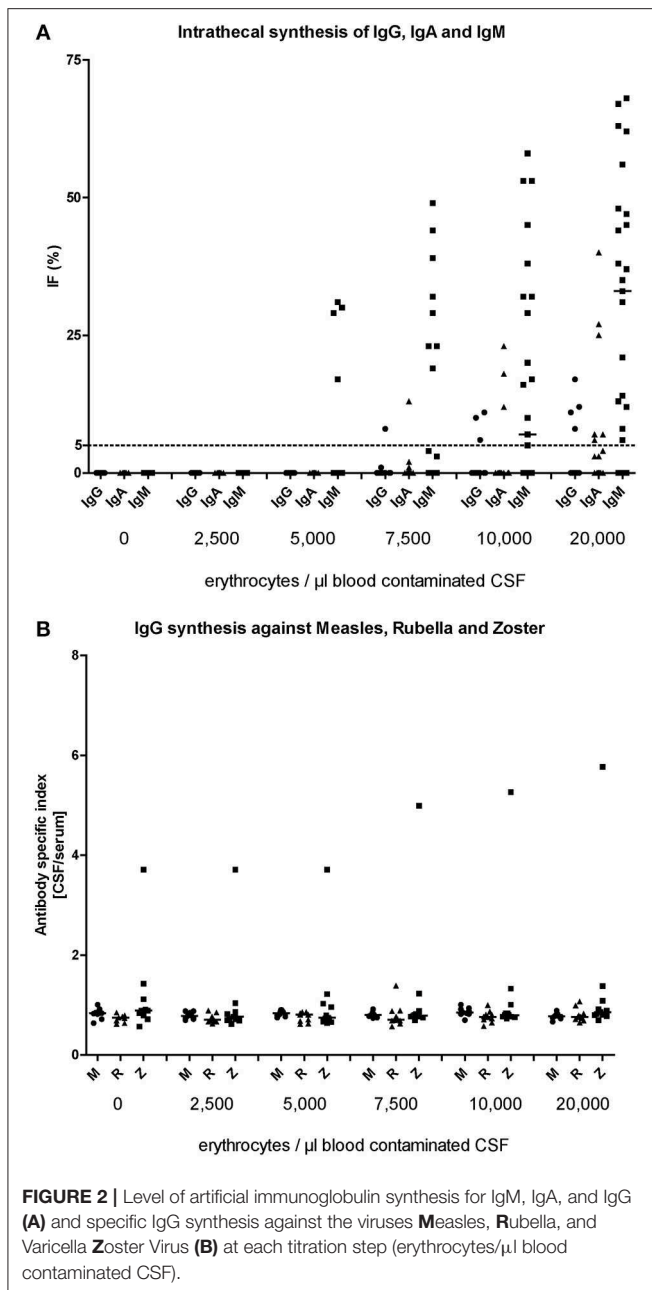 A
Intrathecal synthesis of IgG, IgA and IgM
75
50
25
5
0
IF (%)
IgG IgA IgM IgG IgA IgM IgG IgA IgM IgG IgA IgM IgG IgA IgM IgG IgA IgM
0 2,500 5,000 7,500 10,000 20,000
erythrocytes / µl blood contaminated CSF
B
IgG synthesis against Measles, Rubella and Zoster
8
6
4
2
0
Antibody specific index
[CSF/serum]
M R Z M R Z M R Z M R Z M R Z M R Z
0 2,500 5,000 7,500 10,000 20,000
erythrocytes / µl blood contaminated CSF
FIGURE 2 | Level of artificial immunoglobulin synthesis for IgM, IgA, and IgG
(A) and specific IgG synthesis against the viruses Measles, Rubella, and
Varicella Zoster Virus (B) at each titration step (erythrocytes/µl blood
contaminated CSF).